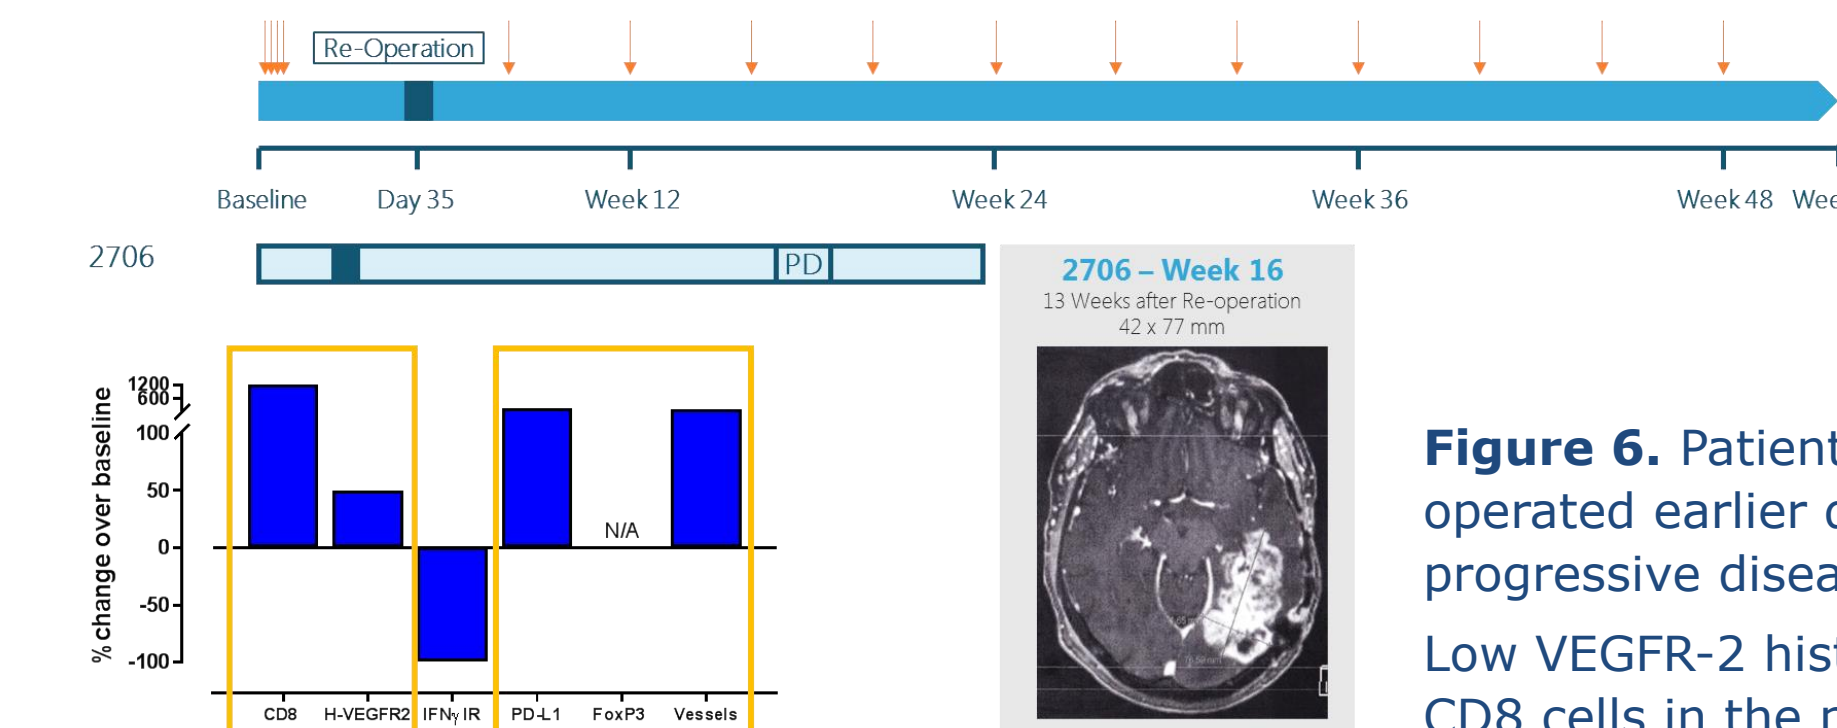 Re-Operation
Baseline
Day 35
Week 12
Week 24
Week 36
Week 48
2706
PD
2706 – Week 16
13 Weeks after Re-operation
42 x 77 mm
% change over baseline
1200
600
100
50
0
-50
-100
N/A
CD8
H-VEGFR2
IFNγ IR
PD-L1
FoxP3
Vessels
Figure 6. Patient
operated earlier
progressive disea
Low VEGFR-2 hist
CD8 cells in the